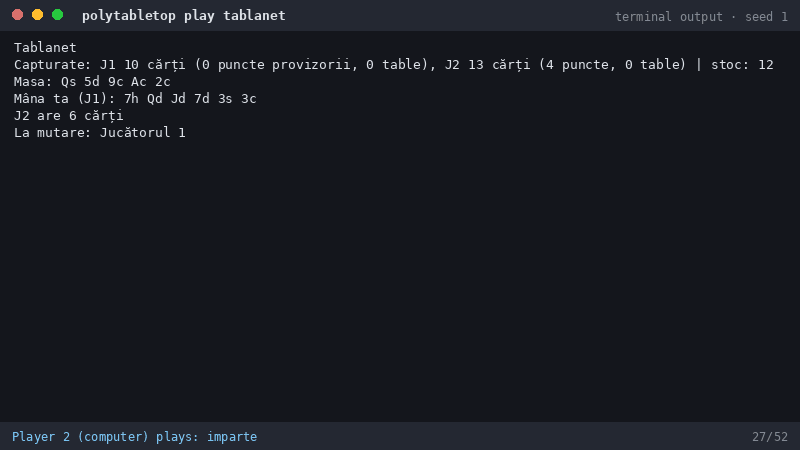 polytabletop play tablanet
terminal output · seed 1
Tablanet
Capturate: J1 10 cărți (0 puncte provizorii, 0 table), J2 13 cărți (4 puncte, 0 table) | stoc: 12
Masa: Qs 5d 9c Ac 2c
Mâna ta (J1): 7h Qd Jd 7d 3s 3c
J2 are 6 cărți
La mutare: Jucătorul 1
Player 2 (computer) plays: imparte
27/52